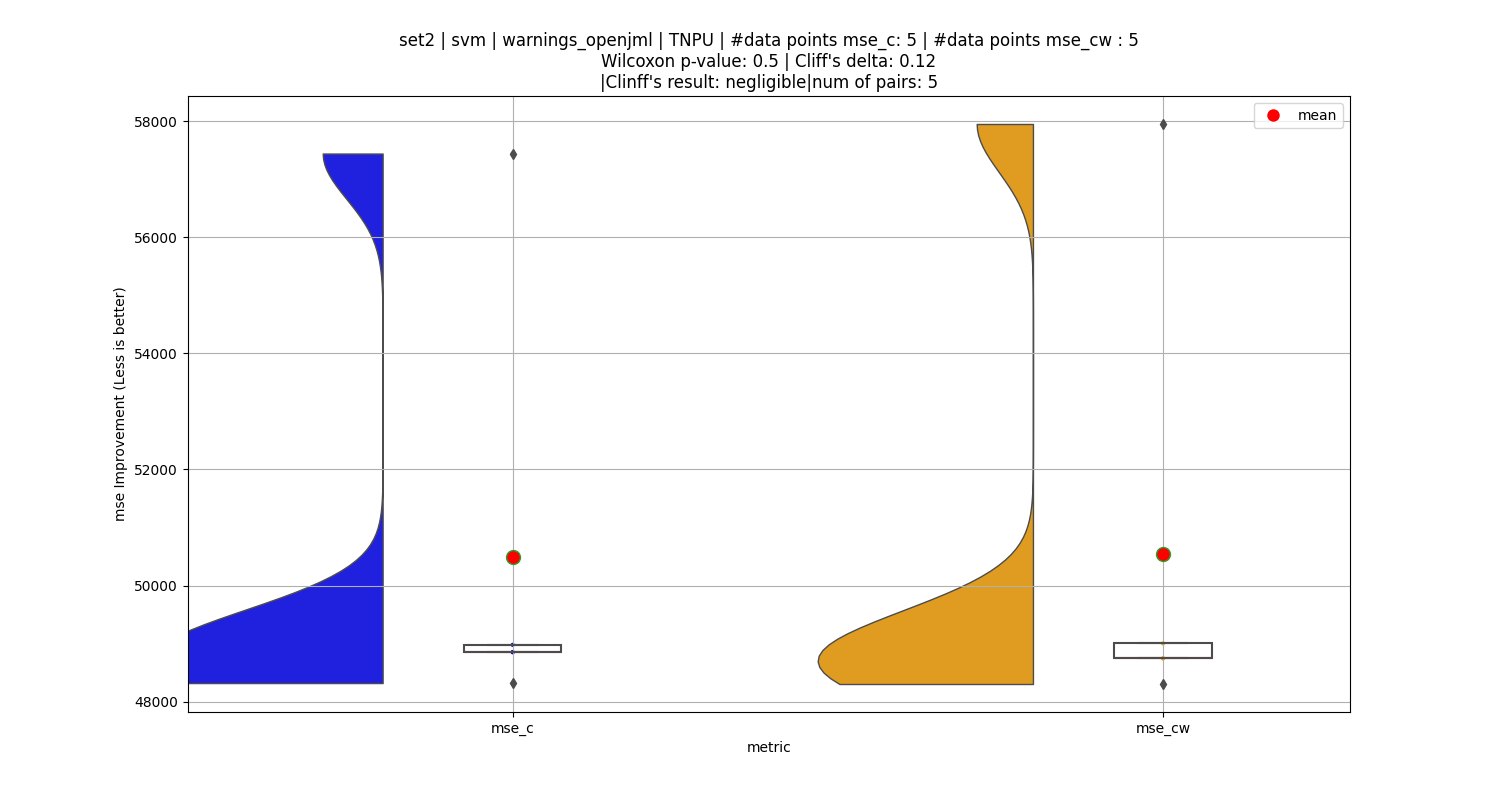 set2 | svm | warnings_openjml | TNPU | #data points mse_c: 5 | #data points mse_cw : 5
Wilcoxon p-value: 0.5 | Cliff's delta: 0.12
|Clinff's result: negligible|num of pairs: 5
mean
58000
56000
54000
52000
50000
48000
mse Improvement (Less is better)
mse_c
mse_cw
metric